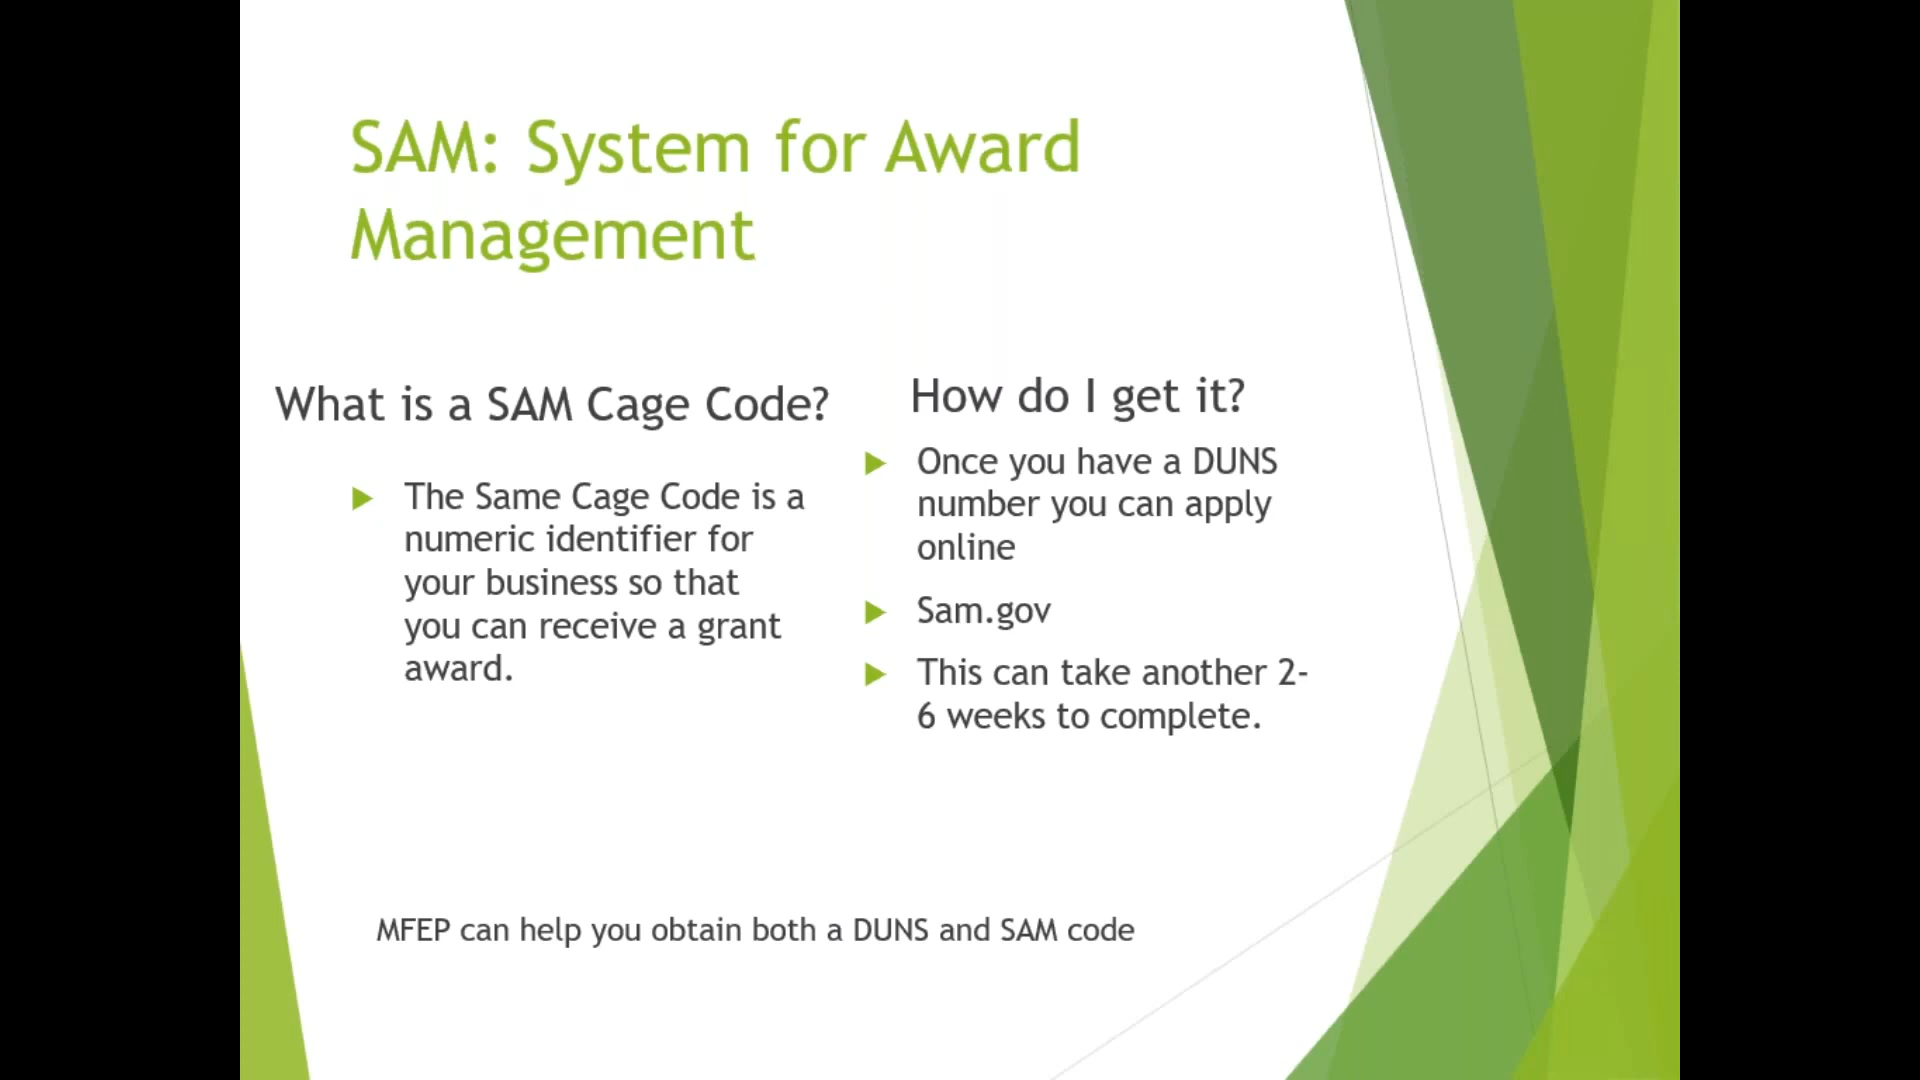 SAM: System for Award
Management
What is a SAM Cage Code?
The Same Cage Code is a
numeric identifier for
your business so that
you can receive a grant
award.
How do I get it?
Once you have a DUNS
number you can apply
online
Sam.gov
This can take another 2-
6 weeks to complete.
MFEP can help you obtain both a DUNS and SAM code